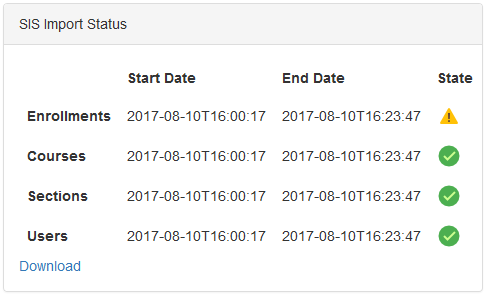 SIS Import Status
Start Date End Date State
Enrollments 2017-08-10T16:00:17 2017-08-10T16:23:47
Courses 2017-08-10T16:00:17 2017-08-10T16:23:47
Sections 2017-08-10T16:00:17 2017-08-10T16:23:47
Users 2017-08-10T16:00:17 2017-08-10T16:23:47
Download